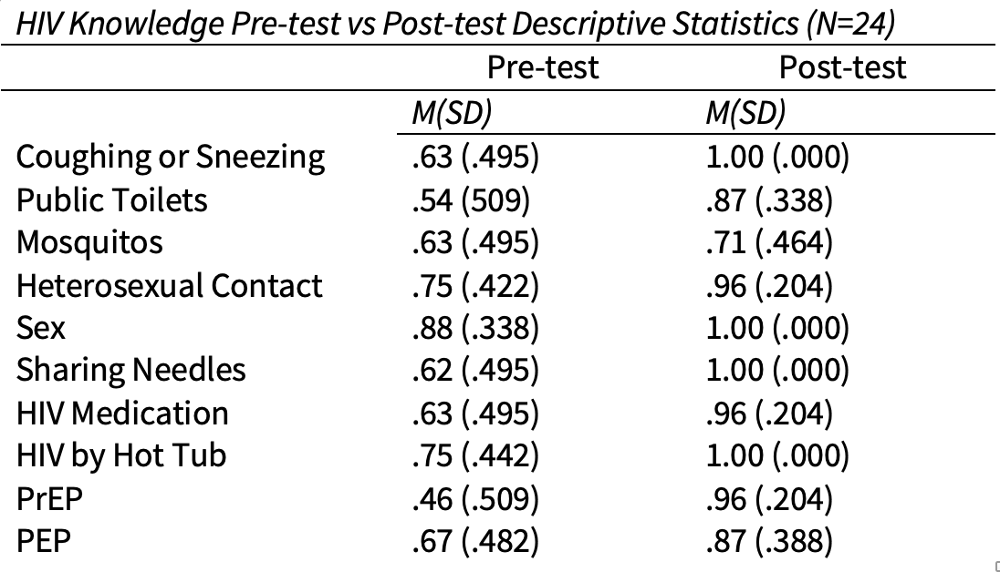 HIV Knowledge Pre-test vs Post-test Descriptive Statistics (N=24)
Pre-test Post-test
M(SD) M(SD)
Coughing or Sneezing .63 (.495) 1.00 (.000)
Public Toilets .54 (509) .87 (.338)
Mosquitos .63 (.495) .71 (.464)
Heterosexual Contact .75 (.422) .96 (.204)
Sex .88 (.338) 1.00 (.000)
Sharing Needles .62 (.495) 1.00 (.000)
HIV Medication .63 (.495) .96 (.204)
HIV by Hot Tub .75 (.442) 1.00 (.000)
PrEP .46 (.509) .96 (.204)
PEP .67 (.482) .87 (.388)